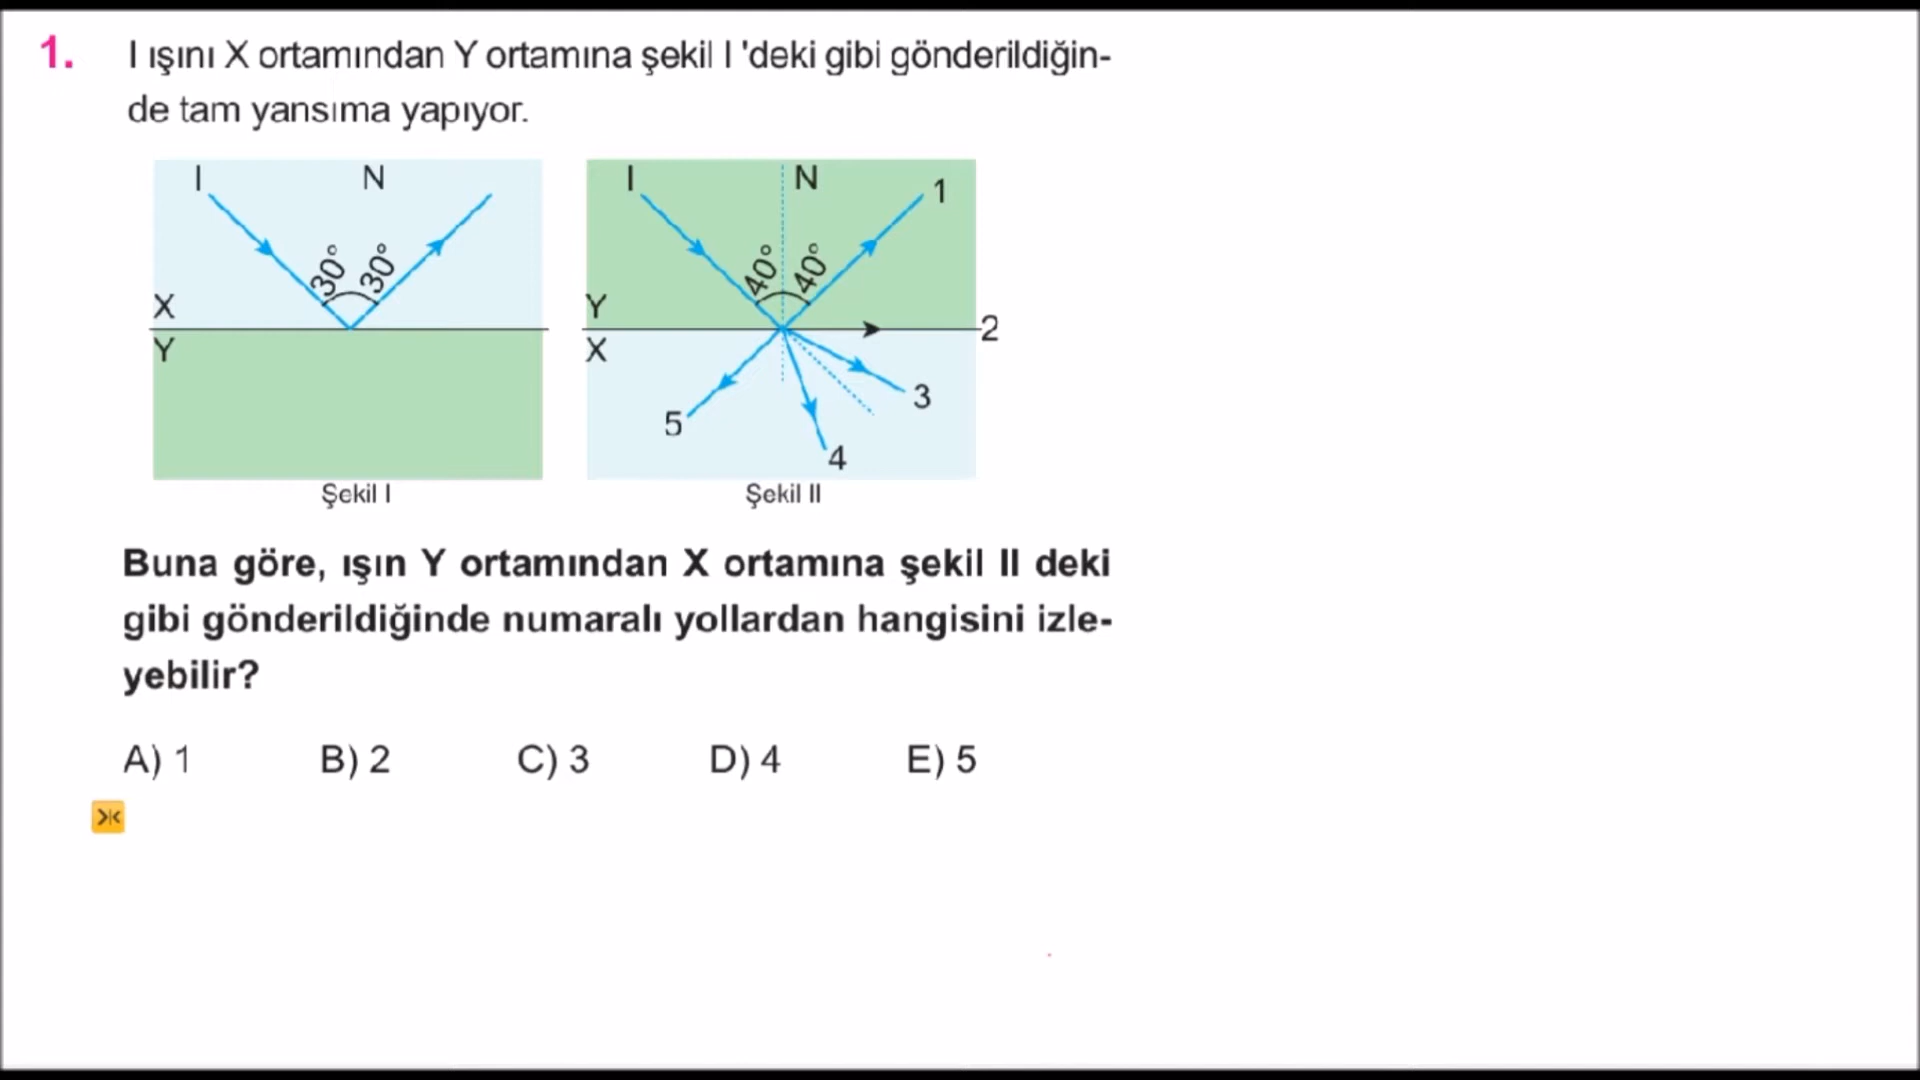 1. I ışını X ortamından Y ortamına şekil I 'deki gibi gönderildiğin-
de tam yansıma yapıyor.
I N
30° 30°
X
Y
Şekil I
I N 1
40° 40°
Y
2
X
3
5
4
Şekil II
Buna göre, ışın Y ortamından X ortamına şekil II deki
gibi gönderildiğinde numaralı yollardan hangisini izle-
yebilir?
A) 1 B) 2 C) 3 D) 4 E) 5